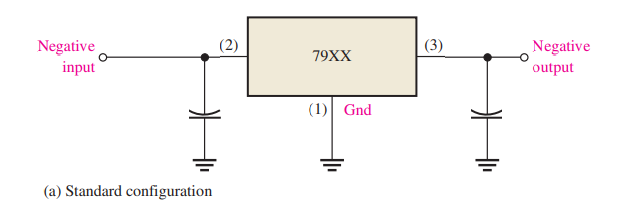 Negative
input
(2)
79XX
(3)
Negative
output
(1) Gnd
(a) Standard configuration